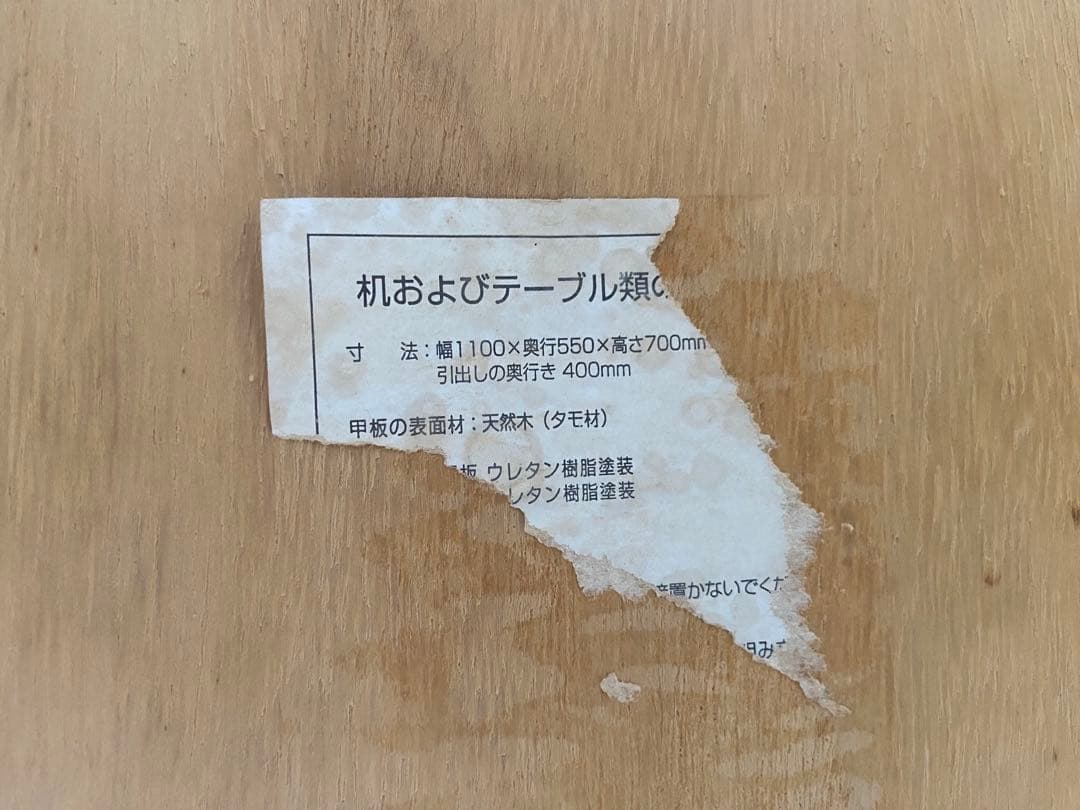 机およびテーブル類の
寸　法：幅1100×奥行550×高さ700mm
引出しの奥行き 400mm
甲板の表面材：天然木（タモ材）
板 ウレタン樹脂塗装
レタン樹脂塗装
置かないでくだ